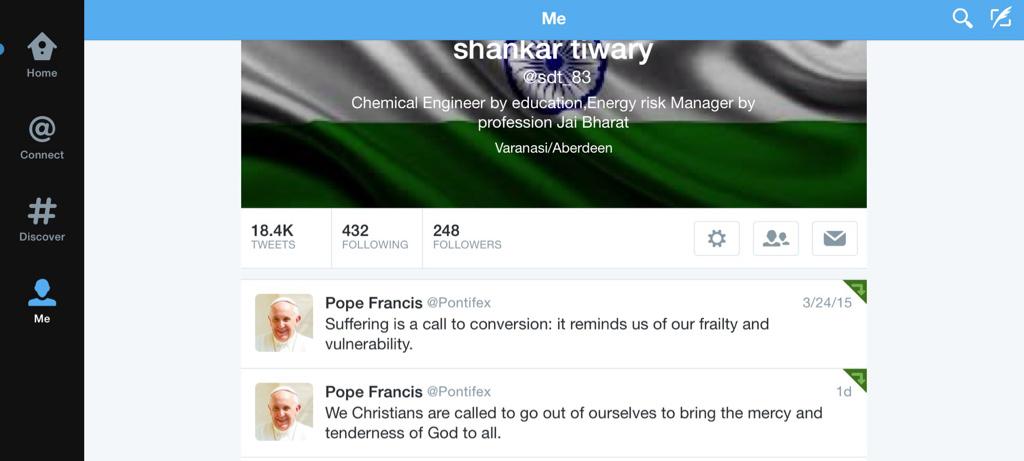 Me
Home
Connect
Discover
Me
shankar tiwary
@sdt_83
Chemical Engineer by education,Energy risk Manager by
profession Jai Bharat
Varanasi/Aberdeen
18.4K
TWEETS
432
FOLLOWING
248
FOLLOWERS
Pope Francis @Pontifex 3/24/15
Suffering is a call to conversion: it reminds us of our frailty and
vulnerability.
Pope Francis @Pontifex 1d
We Christians are called to go out of ourselves to bring the mercy and
tenderness of God to all.